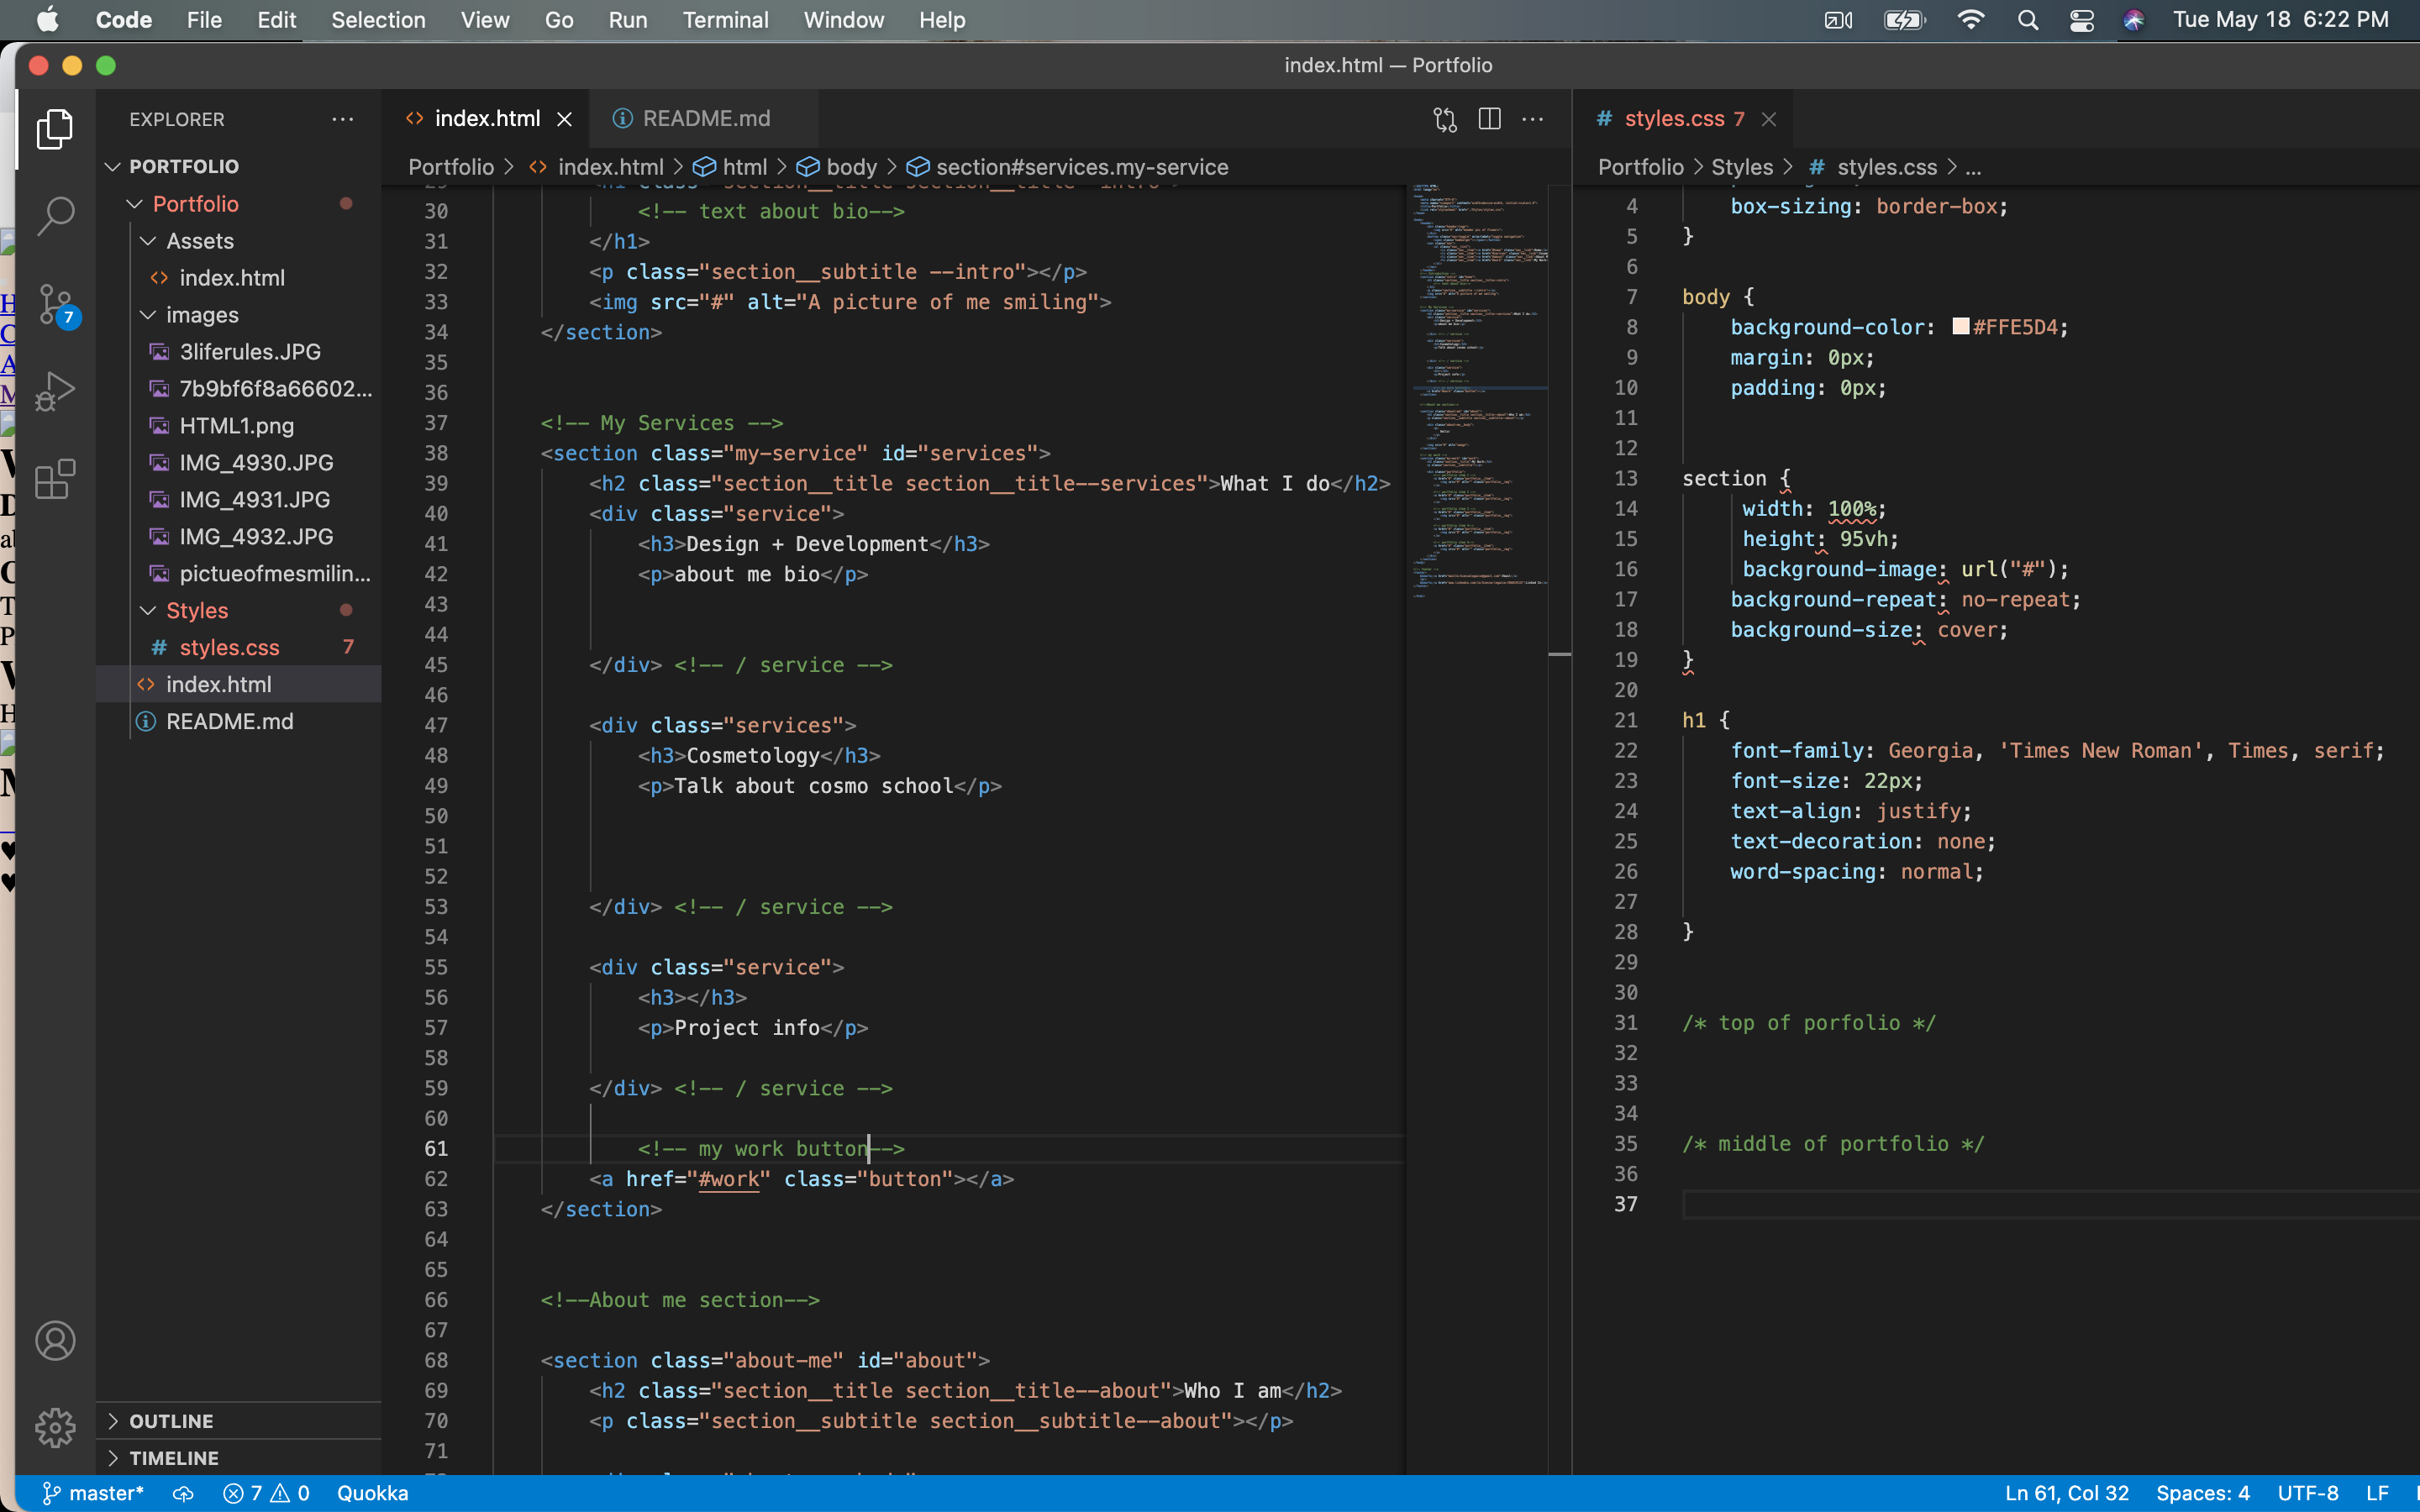 Code File Edit Selection View Go Run Terminal Window Help Tue May 18 6:22 PM
index.html — Portfolio
EXPLORER
PORTFOLIO
Portfolio
Assets
index.html
images
3liferules.JPG
7b9bf6f8a66602...
HTML1.png
IMG_4930.JPG
IMG_4931.JPG
IMG_4932.JPG
pictueofmesmilin...
Styles
styles.css 7
index.html
README.md
OUTLINE
TIMELINE
7
index.html README.md
Portfolio > index.html > html > body > section#services.my-service
30 <!-- text about bio-->
31 </h1>
32 <p class="section__subtitle --intro"></p>
33 <img src="#" alt="A picture of me smiling">
34 </section>
35
36
37 <!-- My Services -->
38 <section class="my-service" id="services">
39 <h2 class="section__title section__title--services">What I do</h2>
40 <div class="service">
41 <h3>Design + Development</h3>
42 <p>about me bio</p>
43
44
45 </div> <!-- / service -->
46
47 <div class="services">
48 <h3>Cosmetology</h3>
49 <p>Talk about cosmo school</p>
50
51
52
53 </div> <!-- / service -->
54
55 <div class="service">
56 <h3></h3>
57 <p>Project info</p>
58
59 </div> <!-- / service -->
60
61 <!-- my work button-->
62 <a href="#work" class="button"></a>
63 </section>
64
65
66 <!--About me section-->
67
68 <section class="about-me" id="about">
69 <h2 class="section__title section__title--about">Who I am</h2>
70 <p class="section__subtitle section__subtitle--about"></p>
71
# styles.css 7
Portfolio > Styles > # styles.css > ...
4 box-sizing: border-box;
5 }
6
7 body {
8 background-color: #FFE5D4;
9 margin: 0px;
10 padding: 0px;
11
12
13 section {
14 width: 100%;
15 height: 95vh;
16 background-image: url("#");
17 background-repeat: no-repeat;
18 background-size: cover;
19 }
20
21 h1 {
22 font-family: Georgia, 'Times New Roman', Times, serif;
23 font-size: 22px;
24 text-align: justify;
25 text-decoration: none;
26 word-spacing: normal;
27
28 }
29
30
31 /* top of porfolio */
32
33
34
35 /* middle of portfolio */
36
37
master* 7 0 Quokka Ln 61, Col 32 Spaces: 4 UTF-8 LF